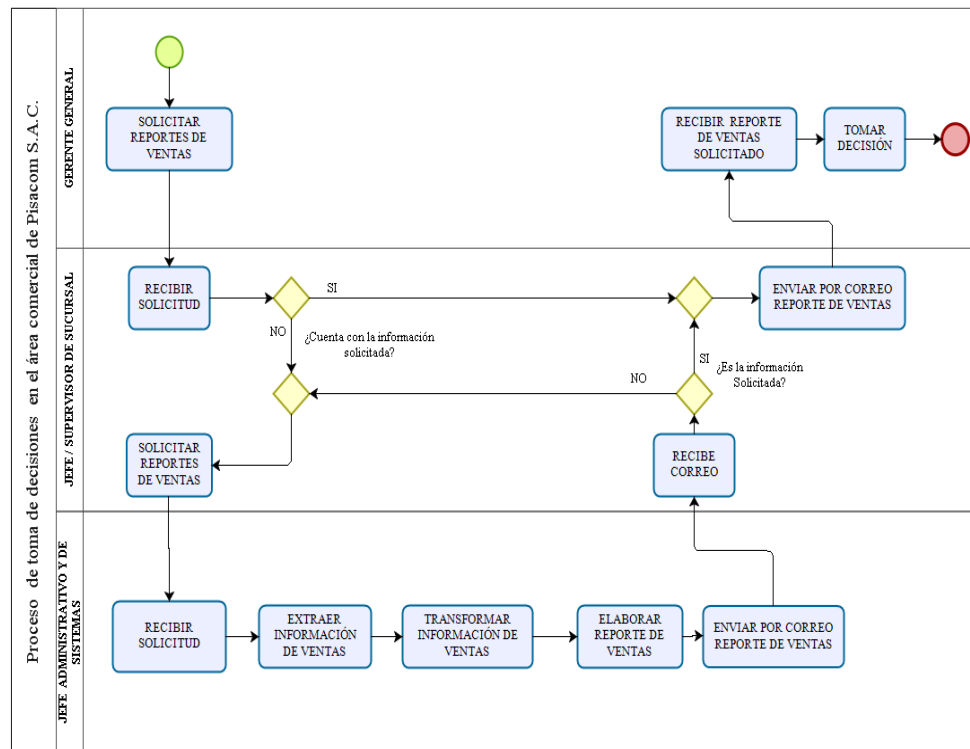 Proceso de toma de decisiones en el área comercial de Pisacom S.A.C.
GERENTE GENERAL
SOLICITAR
REPORTES DE
VENTAS
RECIBIR REPORTE
DE VENTAS
SOLICITADO
TOMAR
DECISIÓN
JEFE / SUPERVISOR DE SUCURSAL
RECIBIR
SOLICITUD
SI
ENVIAR POR CORREO
REPORTE DE VENTAS
NO
¿Cuenta con la información
solicitada?
SI
¿Es la información
Solicitada?
NO
SOLICITAR
REPORTES
DE VENTAS
RECIBE
CORREO
JEFE ADMINISTRATIVO Y DE
SISTEMAS
RECIBIR
SOLICITUD
EXTRAER
INFORMACIÓN
DE VENTAS
TRANSFORMAR
INFORMACIÓN DE
VENTAS
ELABORAR
REPORTE DE
VENTAS
ENVIAR POR CORREO
REPORTE DE VENTAS